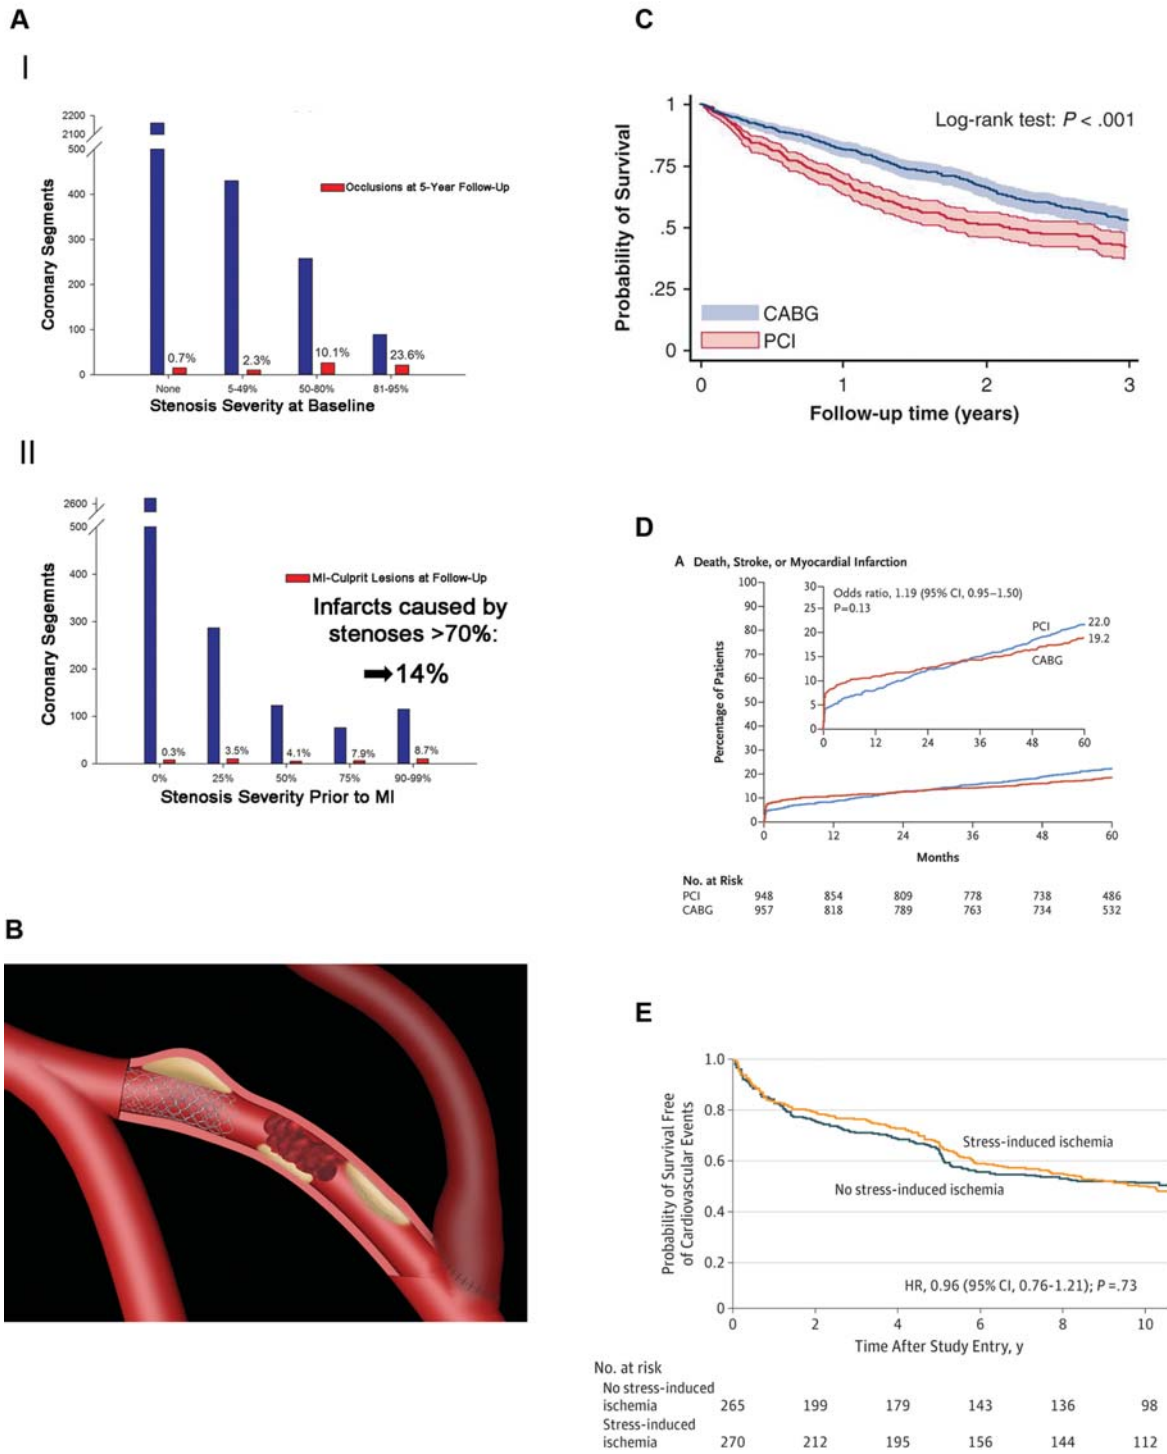 A
I
2200
2100
500
400
300
200
100
0
Coronary Segments
Occlusions at 5-Year Follow-Up
0.7%
2.3%
10.1%
23.6%
None
5-49%
50-80%
81-95%
Stenosis Severity at Baseline
II
2600
500
400
300
200
100
0
Coronary Segemnts
MI-Culprit Lesions at Follow-Up
Infarcts caused by
stenoses >70%:
14%
0.3%
3.5%
4.1%
7.9%
8.7%
0%
25%
50%
75%
90-99%
Stenosis Severity Prior to MI
B
C
1
.75
.5
.25
0
Probability of Survival
Log-rank test: P < .001
CABG
PCI
0
1
2
3
Follow-up time (years)
D
A Death, Stroke, or Myocardial Infarction
100
90
80
70
60
50
40
30
20
10
0
Percentage of Patients
30
25
20
15
10
5
0
Odds ratio, 1.19 (95% CI, 0.95–1.50)
P=0.13
PCI
22.0
19.2
CABG
0 12 24 36 48 60
0 12 24 36 48 60
Months
No. at Risk
PCI 948 854 809 778 738 486
CABG 957 818 789 763 734 532
E
1.0
0.8
0.6
0.4
0.2
0
Probability of Survival Free
of Cardiovascular Events
Stress-induced ischemia
No stress-induced ischemia
HR, 0.96 (95% CI, 0.76-1.21); P =.73
0 2 4 6 8 10
Time After Study Entry, y
No. at risk
No stress-induced
ischemia 265 199 179 143 136 98
Stress-induced
ischemia 270 212 195 156 144 112